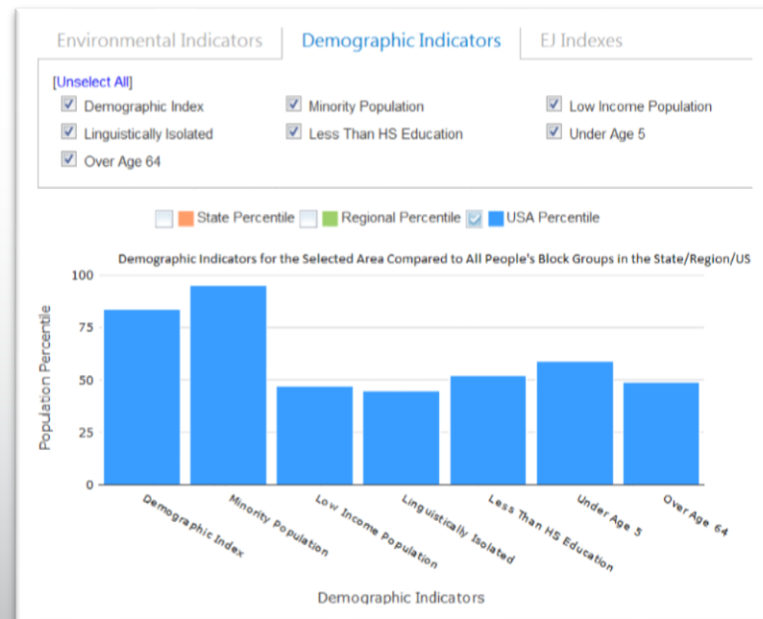 Environmental Indicators Demographic Indicators EJ Indexes
[Unselect All]
Demographic Index Minority Population Low Income Population
Linguistically Isolated Less Than HS Education Under Age 5
Over Age 64
State Percentile Regional Percentile USA Percentile
Demographic Indicators for the Selected Area Compared to All People's Block Groups in the State/Region/US
Population Percentile
100
75
50
25
0
Demographic Index
Minority Population
Low Income Population
Linguistically Isolated
Less Than HS Education
Under Age 5
Over Age 64
Demographic Indicators